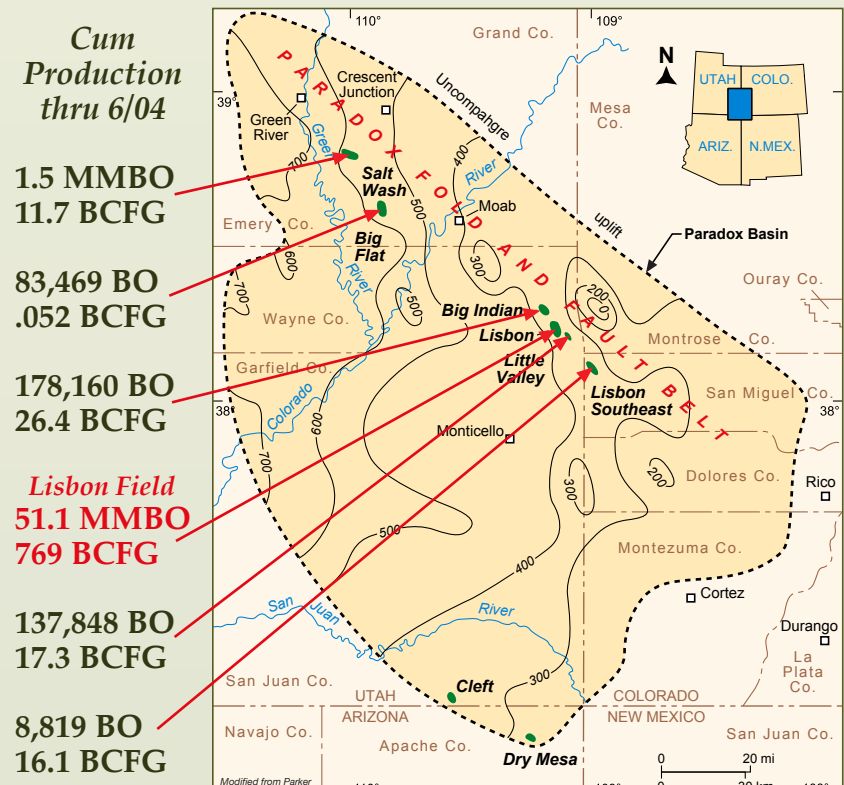 Cum
Production
thru 6/04
1.5 MMBO
11.7 BCFG
83,469 BO
.052 BCFG
178,160 BO
26.4 BCFG
Lisbon Field
51.1 MMBO
769 BCFG
137,848 BO
17.3 BCFG
8,819 BO
16.1 BCFG
110°
109°
Grand Co.
N
UTAH
COLO.
ARIZ.
N.MEX.
39°
Green
River
Crescent
Junction
Uncompahgre
uplift
Mesa
Co.
PARADOX FOLD AND FAULT BELT
Green
River
700
Salt
Wash
500
400
River
Moab
Paradox Basin
Emery Co.
Big
Flat
600
700
300
200
0
Ouray Co.
Wayne Co.
500
Big Indian
Lisbon
Little
Valley
Montrose Co.
Garfield Co.
Colorado
600
San Miguel Co.
38°
38°
Lisbon
Southeast
Monticello
700
300
200
Dolores Co.
Rico
500
400
Montezuma Co.
Cortez
San Juan River
Durango
La
Plata
Co.
300
San Juan Co.
Cleft
UTAH
COLORADO
ARIZONA
NEW MEXICO
Navajo Co.
Apache Co.
San Juan Co.
Dry Mesa
0
20 mi
Modified from Parker